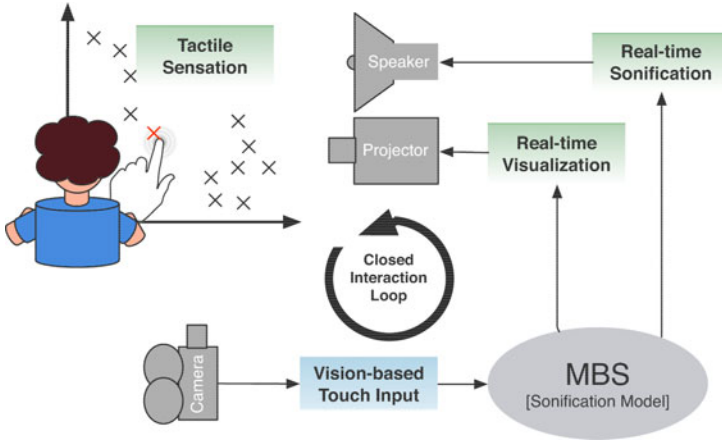 Tactile
Sensation
Speaker
Real-time
Sonification
Projector
Real-time
Visualization
Closed
Interaction
Loop
Camera
Vision-based
Touch Input
MBS
[Sonification Model]